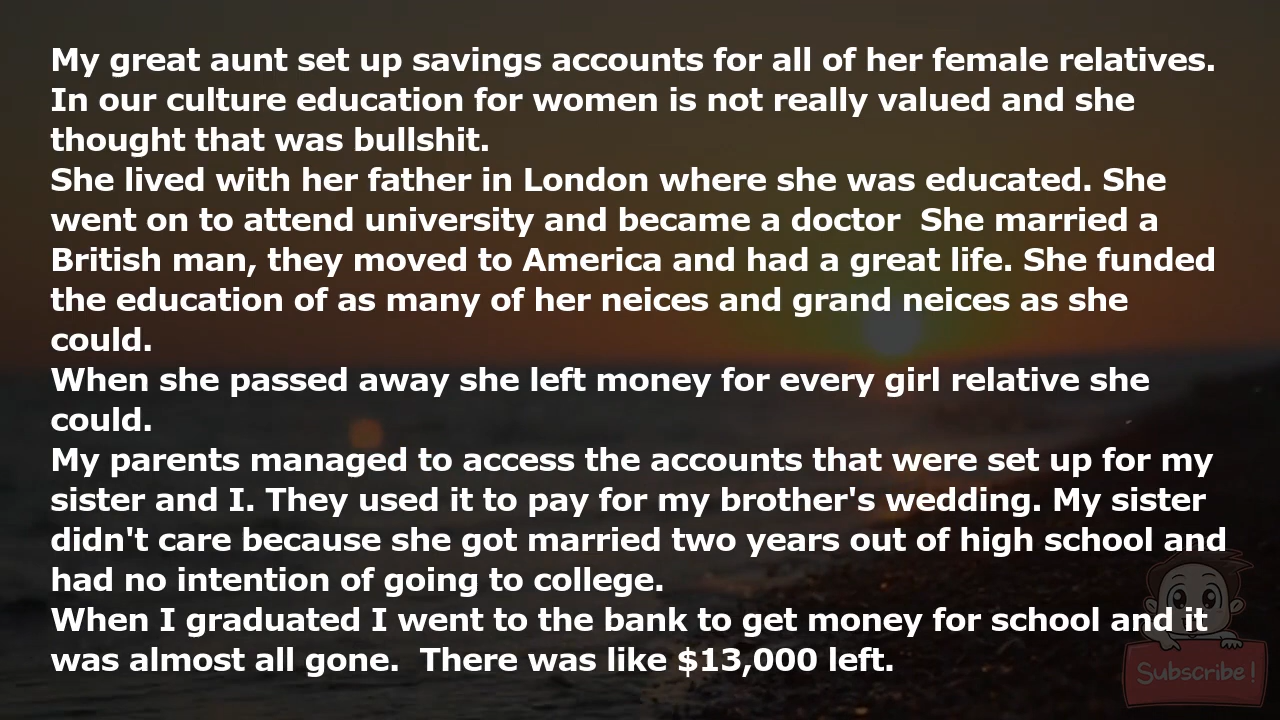 My great aunt set up savings accounts for all of her female relatives.
In our culture education for women is not really valued and she
thought that was bullshit.
She lived with her father in London where she was educated. She
went on to attend university and became a doctor  She married a
British man, they moved to America and had a great life. She funded
the education of as many of her neices and grand neices as she
could.
When she passed away she left money for every girl relative she
could.
My parents managed to access the accounts that were set up for my
sister and I. They used it to pay for my brother's wedding. My sister
didn't care because she got married two years out of high school and
had no intention of going to college.
When I graduated I went to the bank to get money for school and it
was almost all gone.  There was like $13,000 left.
Subscribe!